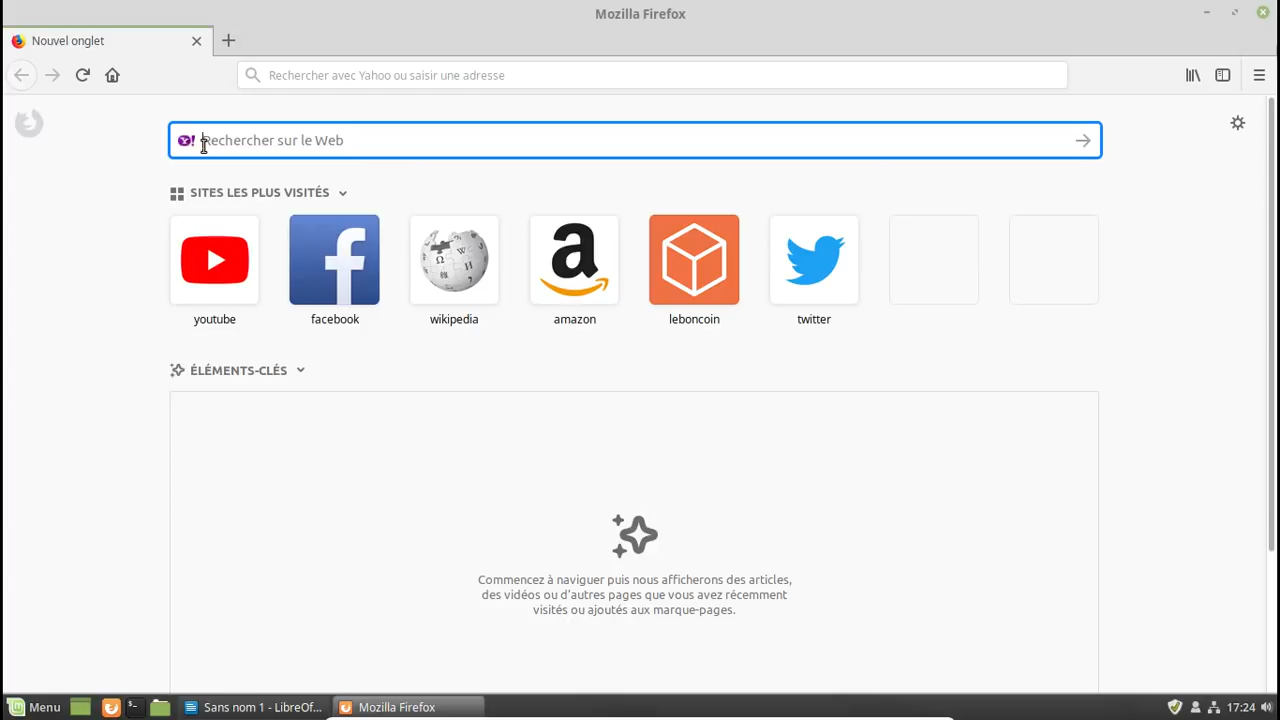 Mozilla Firefox
Nouvel onglet
Rechercher avec Yahoo ou saisir une adresse
Y! Rechercher sur le Web
SITES LES PLUS VISITÉS
youtube
facebook
wikipedia
amazon
leboncoin
twitter
ÉLÉMENTS-CLÉS
Commencez à naviguer puis nous afficherons des articles,
des vidéos ou d'autres pages que vous avez récemment
visités ou ajoutés aux marque-pages.
Menu
Sans nom 1 - LibreOf...
Mozilla Firefox
17:24